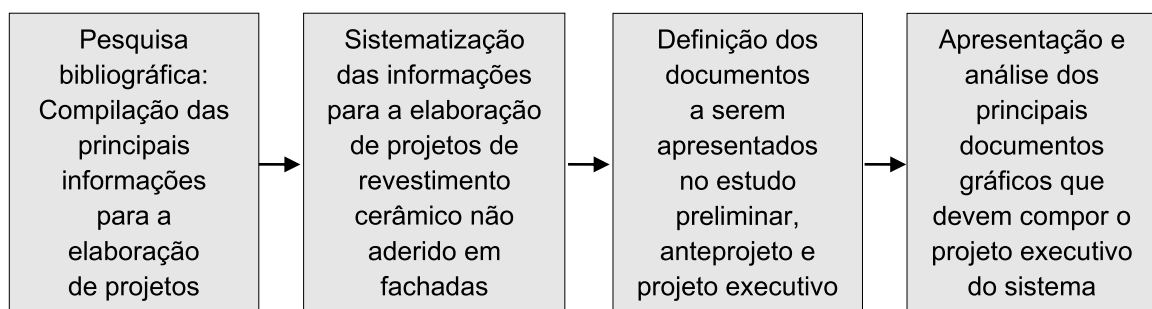 Pesquisa
bibliográfica:
Compilação das
principais
informações
para a
elaboração
de projetos
Sistematização
das informações
para a elaboração
de projetos de
revestimento
cerâmico não
aderido em
fachadas
Definição dos
documentos
a serem
apresentados
no estudo
preliminar,
anteprojeto e
projeto executivo
Apresentação e
análise dos
principais
documentos
gráficos que
devem compor o
projeto executivo
do sistema